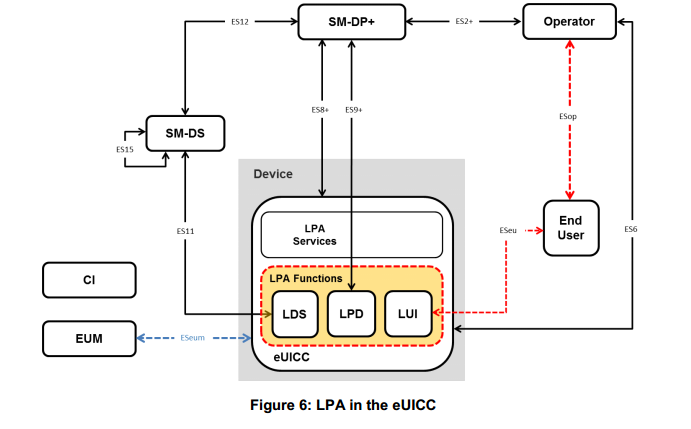 ES12
SM-DP+
ES2+
Operator
ES8+
ES9+
ESop
SM-DS
ES15
Device
ES11
LPA
Services
End
User
ESeu
ES6
LPA Functions
CI
LDS
LPD
LUI
EUM
ESeum
eUICC
Figure 6: LPA in the eUICC